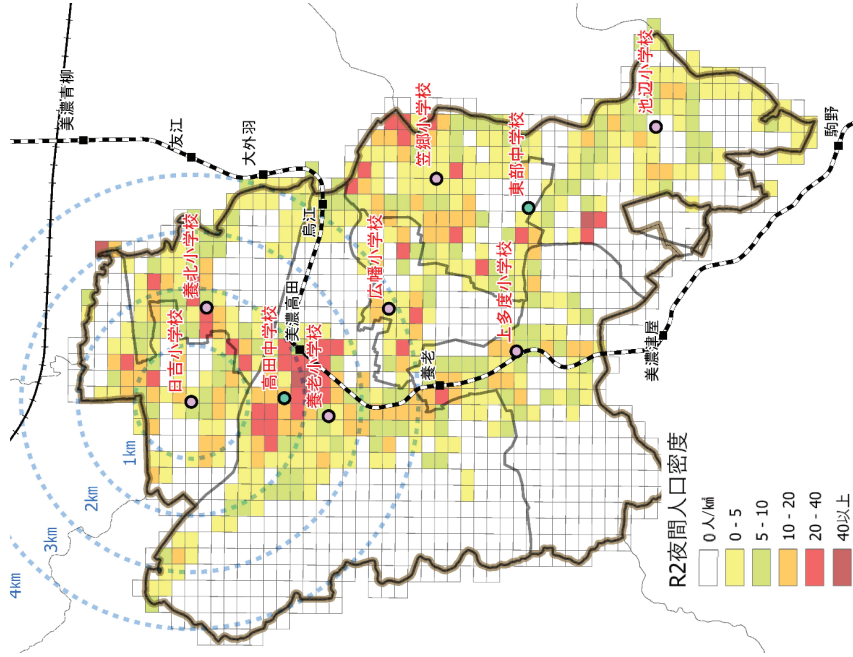 美濃青柳
友江
大外羽
烏江
美濃高田
養老
美濃津屋
駒野
養北小学校
日吉小学校
高田中学校
養老小学校
広幡小学校
笠郷小学校
東部中学校
上多度小学校
池辺小学校
1km
2km
3km
4km
R2夜間人口密度
0人/k㎡
0 - 5
5 - 10
10 - 20
20 - 40
40以上